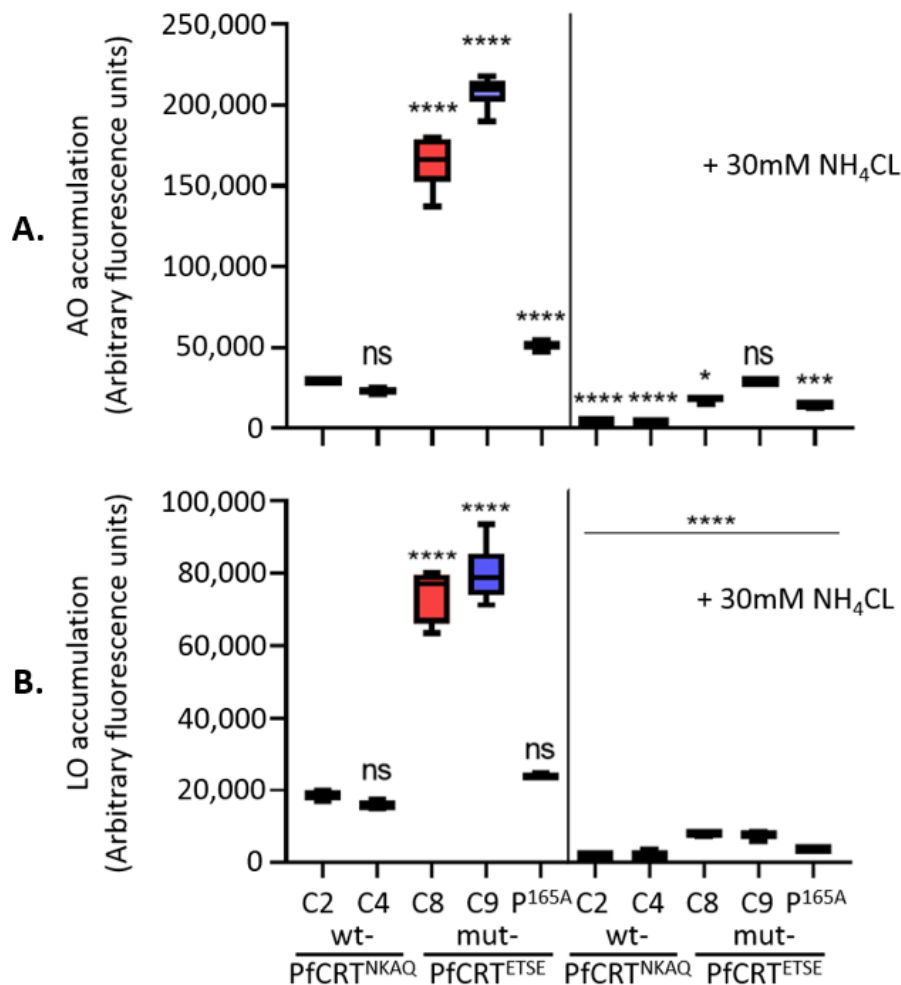 A.
AO accumulation
(Arbitrary fluorescence units)
250,000
200,000
150,000
100,000
50,000
0
ns
****
****
****
+ 30mM NH₄CL
**** ****
*
ns
***
B.
LO accumulation
(Arbitrary fluorescence units)
100,000
80,000
60,000
40,000
20,000
0
ns
****
****
ns
****
+ 30mM NH₄CL
C2 C4 C8 C9 P¹⁶⁵ᴬ C2 C4 C8 C9 P¹⁶⁵ᴬ
wt- mut- wt- mut-
PfCRTᴺᴷᴬQ PfCRTᴱᵀˢᴱ PfCRTᴺᴷᴬQ PfCRTᴱᵀˢᴱ